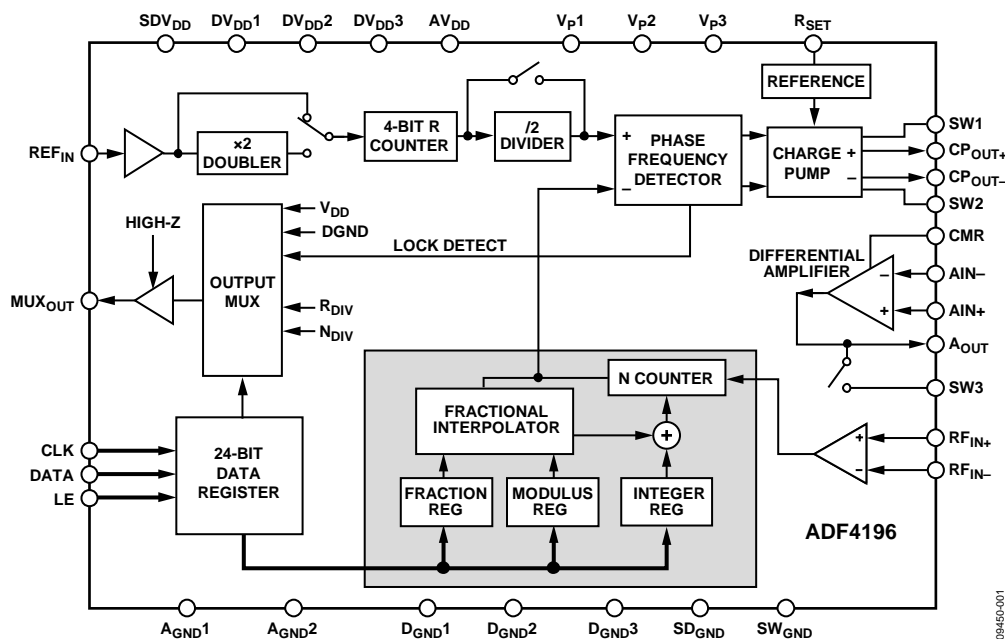 SDVDD DVDD1 DVDD2 DVDD3 AVDD VP1 VP2 VP3 RSET
REFERENCE
×2
DOUBLER
4-BIT R
COUNTER
/2
DIVIDER
+
−
PHASE
FREQUENCY
DETECTOR
CHARGE
PUMP
+
−
REFIN
SW1
CPOUT+
CPOUT−
SW2
HIGH-Z
MUXOUT
OUTPUT
MUX
VDD
DGND
LOCK DETECT
RDIV
NDIV
DIFFERENTIAL
AMPLIFIER
−
+
CMR
AIN−
AIN+
AOUT
SW3
N COUNTER
FRACTIONAL
INTERPOLATOR
+
+
−
RFIN+
RFIN−
CLK
DATA
LE
24-BIT
DATA
REGISTER
FRACTION
REG
MODULUS
REG
INTEGER
REG
ADF4196
AGND1 AGND2 DGND1 DGND2 DGND3 SDGND SWGND
09450-001